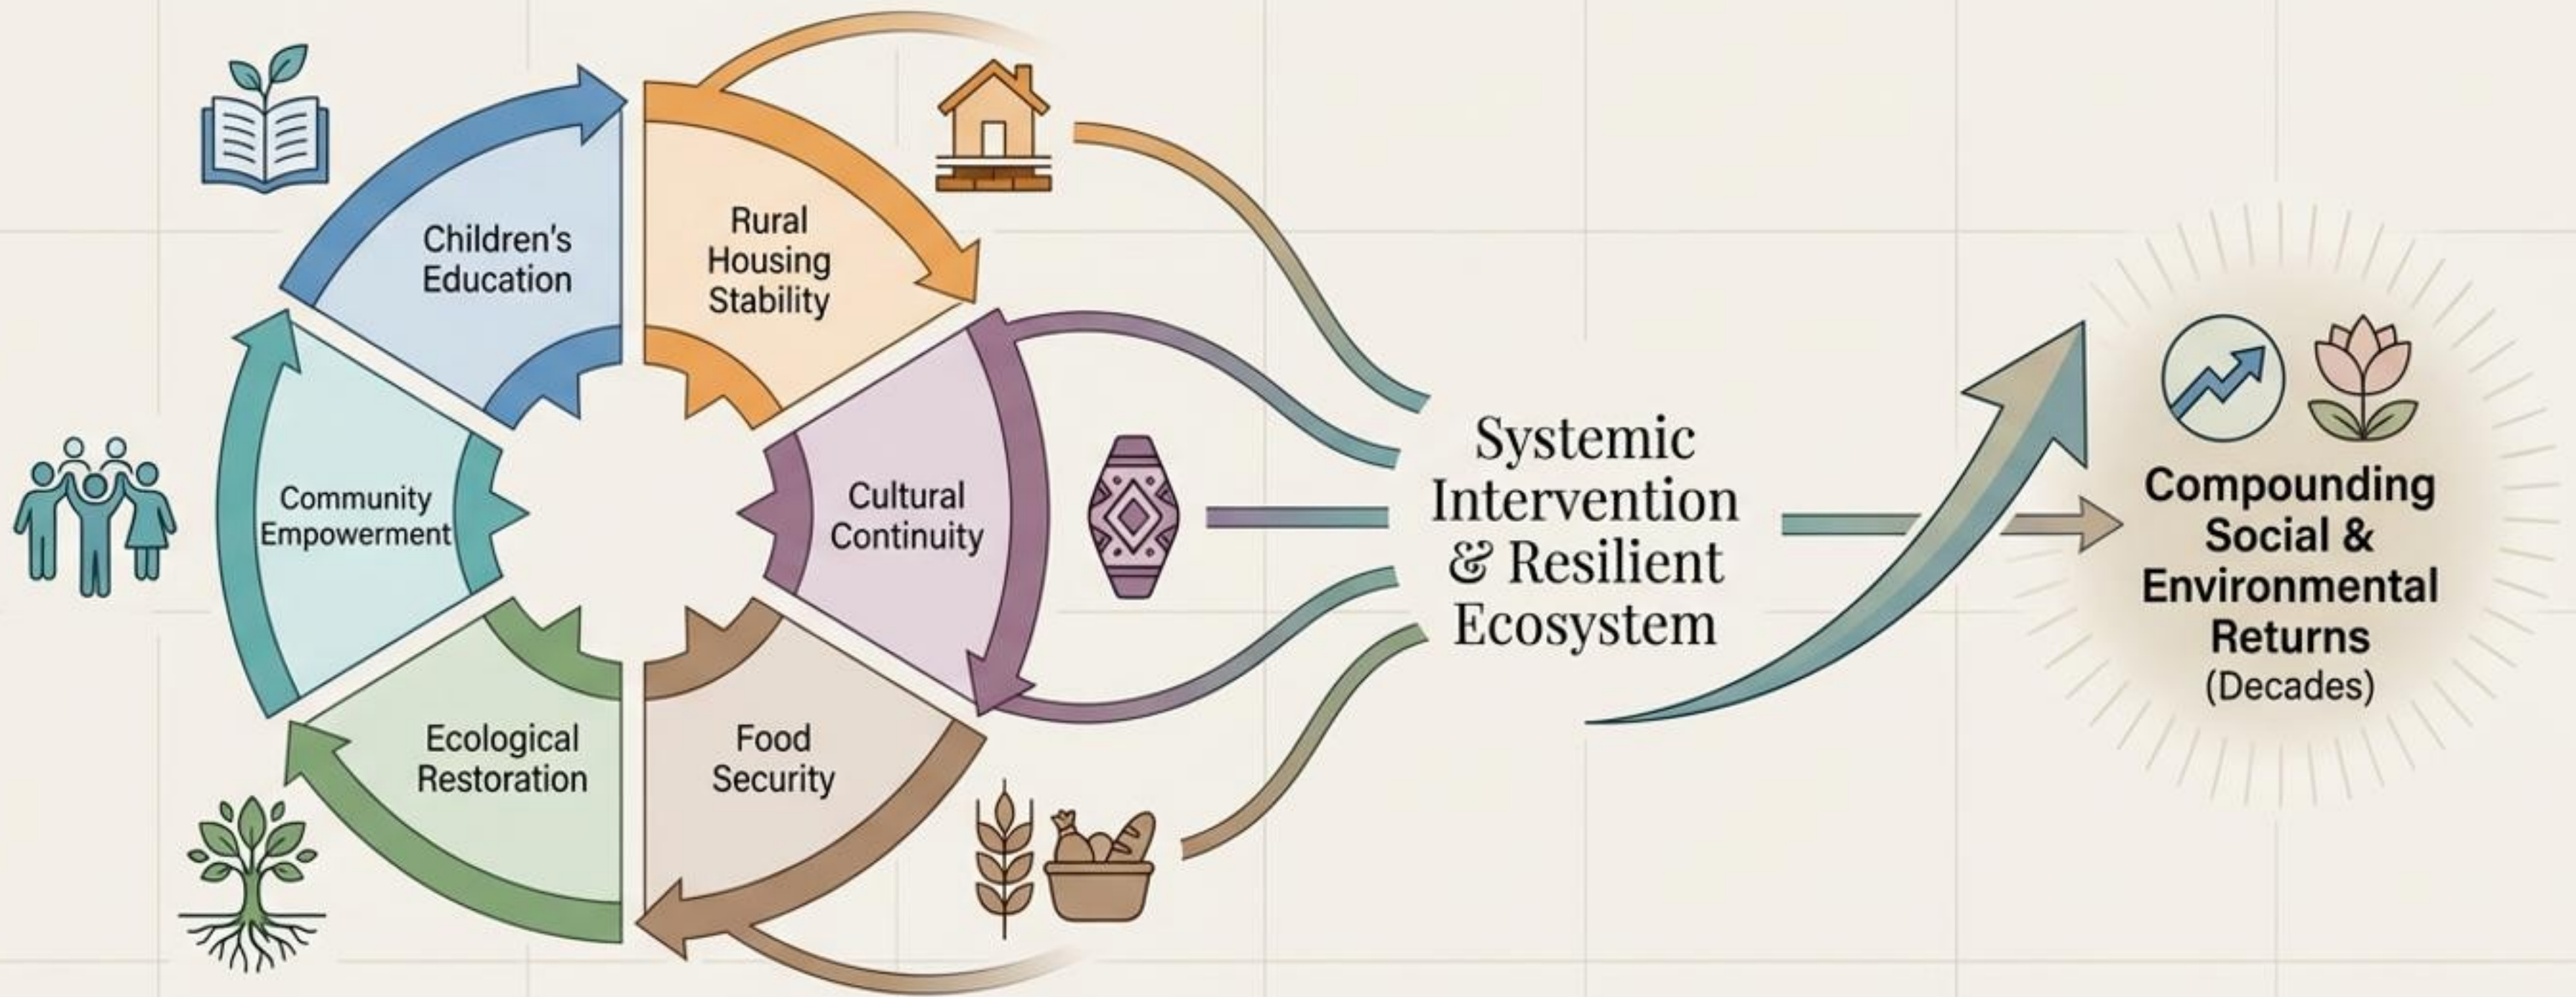 Children's
Education
Rural
Housing
Stability
Community
Empowerment
Cultural
Continuity
Ecological
Restoration
Food
Security
Systemic
Intervention
& Resilient
Ecosystem
Compounding
Social &
Environmental
Returns
(Decades)